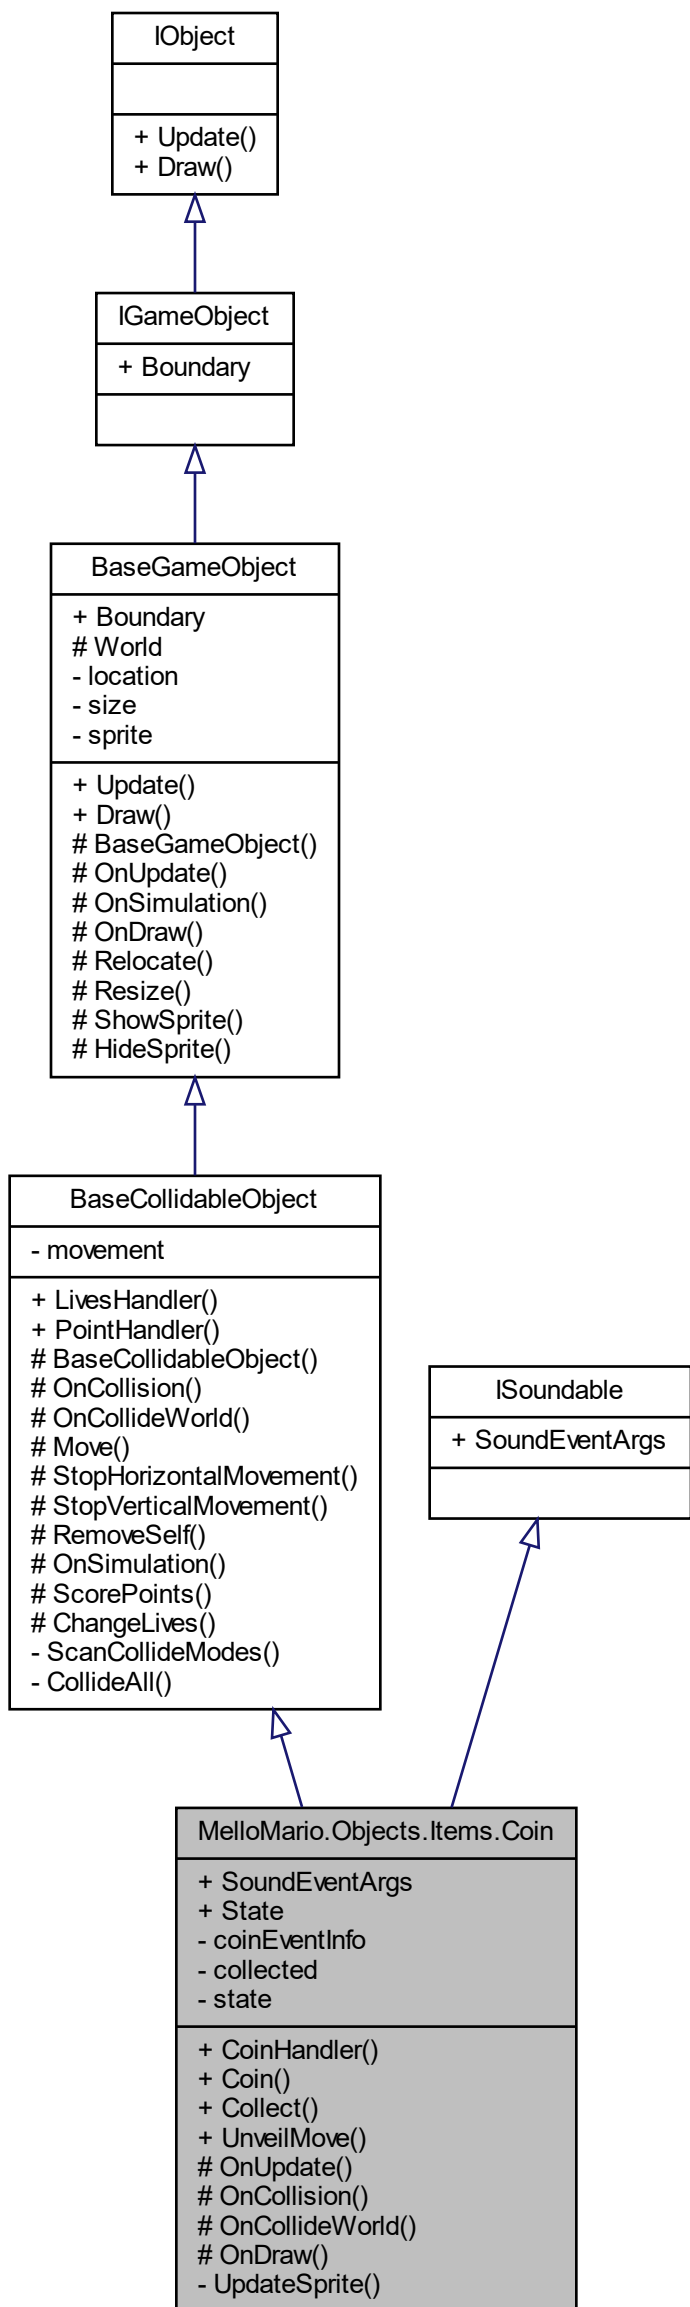 IObject
+ Update()
+ Draw()
IGameObject
+ Boundary
BaseGameObject
+ Boundary
# World
- location
- size
- sprite
+ Update()
+ Draw()
# BaseGameObject()
# OnUpdate()
# OnSimulation()
# OnDraw()
# Relocate()
# Resize()
# ShowSprite()
# HideSprite()
BaseCollidableObject
- movement
+ LivesHandler()
+ PointHandler()
# BaseCollidableObject()
# OnCollision()
# OnCollideWorld()
# Move()
# StopHorizontalMovement()
# StopVerticalMovement()
# RemoveSelf()
# OnSimulation()
# ScorePoints()
# ChangeLives()
- ScanCollideModes()
- CollideAll()
ISoundable
+ SoundEventArgs
MelloMario.Objects.Items.Coin
+ SoundEventArgs
+ State
- coinEventInfo
- collected
- state
+ CoinHandler()
+ Coin()
+ Collect()
+ UnveilMove()
# OnUpdate()
# OnCollision()
# OnCollideWorld()
# OnDraw()
- UpdateSprite()